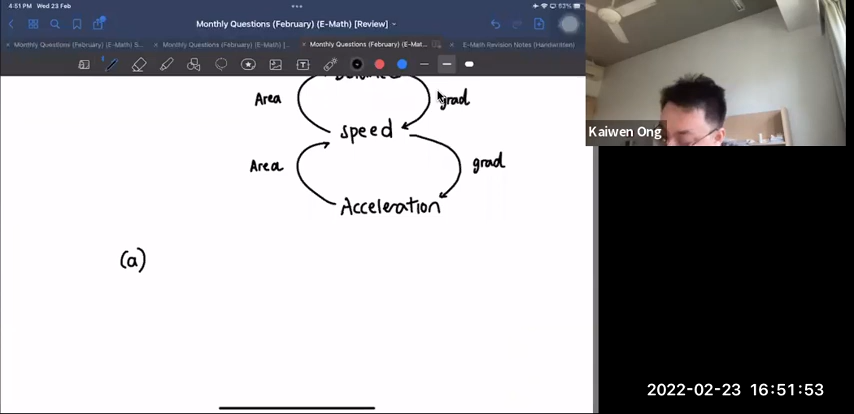 4:51 PM Wed 23 Feb
53%
Monthly Questions (February) (E-Math) [Review]
Monthly Questions (February) (E-Math) S...
Monthly Questions (February) (E-Math) [...
Monthly Questions (February) (E-Mat...
E-Math Revision Notes (Handwritten)
Area
grad
speed
Area
grad
Acceleration
(a)
Kaiwen Ong
2022-02-23 16:51:53